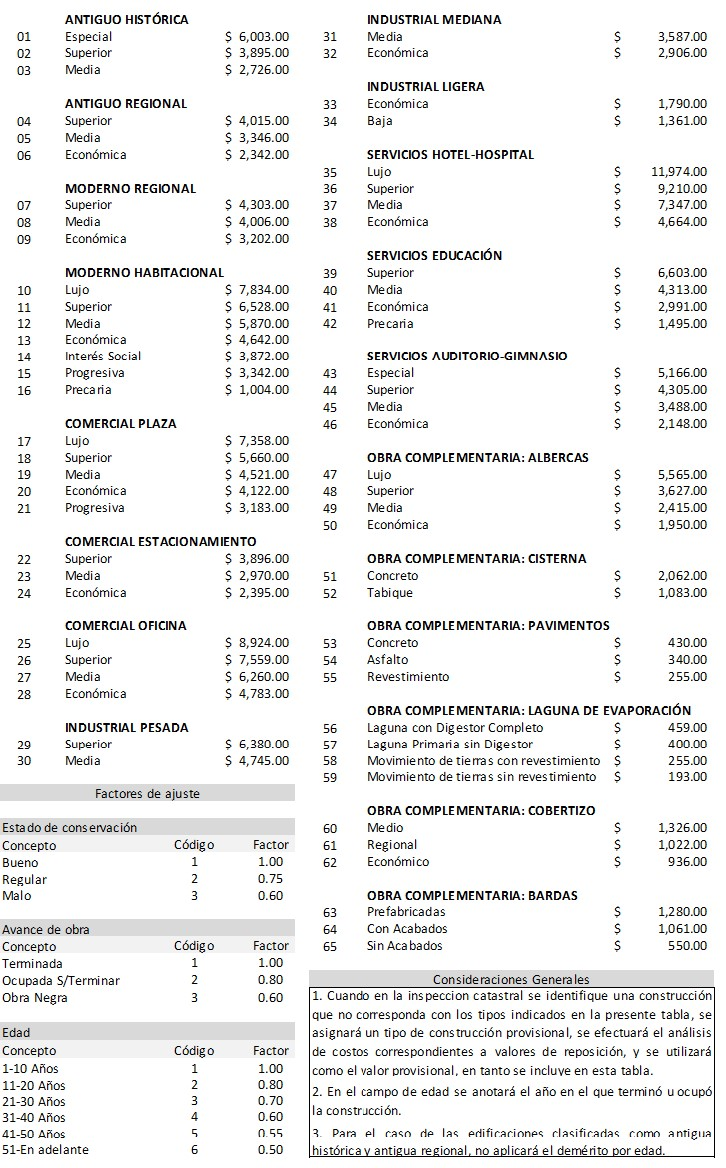 ANTIGUO HISTÓRICA
01 Especial $ 6,003.00
02 Superior $ 3,895.00
03 Media $ 2,726.00
ANTIGUO REGIONAL
04 Superior $ 4,015.00
05 Media $ 3,346.00
06 Económica $ 2,342.00
MODERNO REGIONAL
07 Superior $ 4,303.00
08 Media $ 4,006.00
09 Económica $ 3,202.00
MODERNO HABITACIONAL
10 Lujo $ 7,834.00
11 Superior $ 6,528.00
12 Media $ 5,870.00
13 Económica $ 4,642.00
14 Interés Social $ 3,872.00
15 Progresiva $ 3,342.00
16 Precaria $ 1,004.00
COMERCIAL PLAZA
17 Lujo $ 7,358.00
18 Superior $ 5,660.00
19 Media $ 4,521.00
20 Económica $ 4,122.00
21 Progresiva $ 3,183.00
COMERCIAL ESTACIONAMIENTO
22 Superior $ 3,896.00
23 Media $ 2,970.00
24 Económica $ 2,395.00
COMERCIAL OFICINA
25 Lujo $ 8,924.00
26 Superior $ 7,559.00
27 Media $ 6,260.00
28 Económica $ 4,783.00
INDUSTRIAL PESADA
29 Superior $ 6,380.00
30 Media $ 4,745.00
Factores de ajuste
Estado de conservación
Concepto Código Factor
Bueno 1 1.00
Regular 2 0.75
Malo 3 0.60
Avance de obra
Concepto Código Factor
Terminada 1 1.00
Ocupada S/Terminar 2 0.80
Obra Negra 3 0.60
Edad
Concepto Código Factor
1-10 Años 1 1.00
11-20 Años 2 0.80
21-30 Años 3 0.70
31-40 Años 4 0.60
41-50 Años 5 0.55
51-En adelante 6 0.50
INDUSTRIAL MEDIANA
31 Media $ 3,587.00
32 Económica $ 2,906.00
INDUSTRIAL LIGERA
33 Económica $ 1,790.00
34 Baja $ 1,361.00
SERVICIOS HOTEL-HOSPITAL
35 Lujo $ 11,974.00
36 Superior $ 9,210.00
37 Media $ 7,347.00
38 Económica $ 4,664.00
SERVICIOS EDUCACIÓN
39 Superior $ 6,603.00
40 Media $ 4,313.00
41 Económica $ 2,991.00
42 Precaria $ 1,495.00
SERVICIOS AUDITORIO-GIMNASIO
43 Especial $ 5,166.00
44 Superior $ 4,305.00
45 Media $ 3,488.00
46 Económica $ 2,148.00
OBRA COMPLEMENTARIA: ALBERCAS
47 Lujo $ 5,565.00
48 Superior $ 3,627.00
49 Media $ 2,415.00
50 Económica $ 1,950.00
OBRA COMPLEMENTARIA: CISTERNA
51 Concreto $ 2,062.00
52 Tabique $ 1,083.00
OBRA COMPLEMENTARIA: PAVIMENTOS
53 Concreto $ 430.00
54 Asfalto $ 340.00
55 Revestimiento $ 255.00
OBRA COMPLEMENTARIA: LAGUNA DE EVAPORACIÓN
56 Laguna con Digestor Completo $ 459.00
57 Laguna Primaria sin Digestor $ 400.00
58 Movimiento de tierras con revestimiento $ 255.00
59 Movimiento de tierras sin revestimiento $ 193.00
OBRA COMPLEMENTARIA: COBERTIZO
60 Medio $ 1,326.00
61 Regional $ 1,022.00
62 Económico $ 936.00
OBRA COMPLEMENTARIA: BARDAS
63 Prefabricadas $ 1,280.00
64 Con Acabados $ 1,061.00
65 Sin Acabados $ 550.00
Consideraciones Generales
1. Cuando en la inspeccion catastral se identifique una construcción
que no corresponda con los tipos indicados en la presente tabla, se
asignará un tipo de construcción provisional, se efectuará el análisis
de costos correspondientes a valores de reposición, y se utilizará
como el valor provisional, en tanto se incluye en esta tabla.
2. En el campo de edad se anotará el año en el que terminó u ocupó
la construcción.
3. Para el caso de las edificaciones clasificadas como antigua
histórica y antigua regional, no aplicará el demérito por edad.